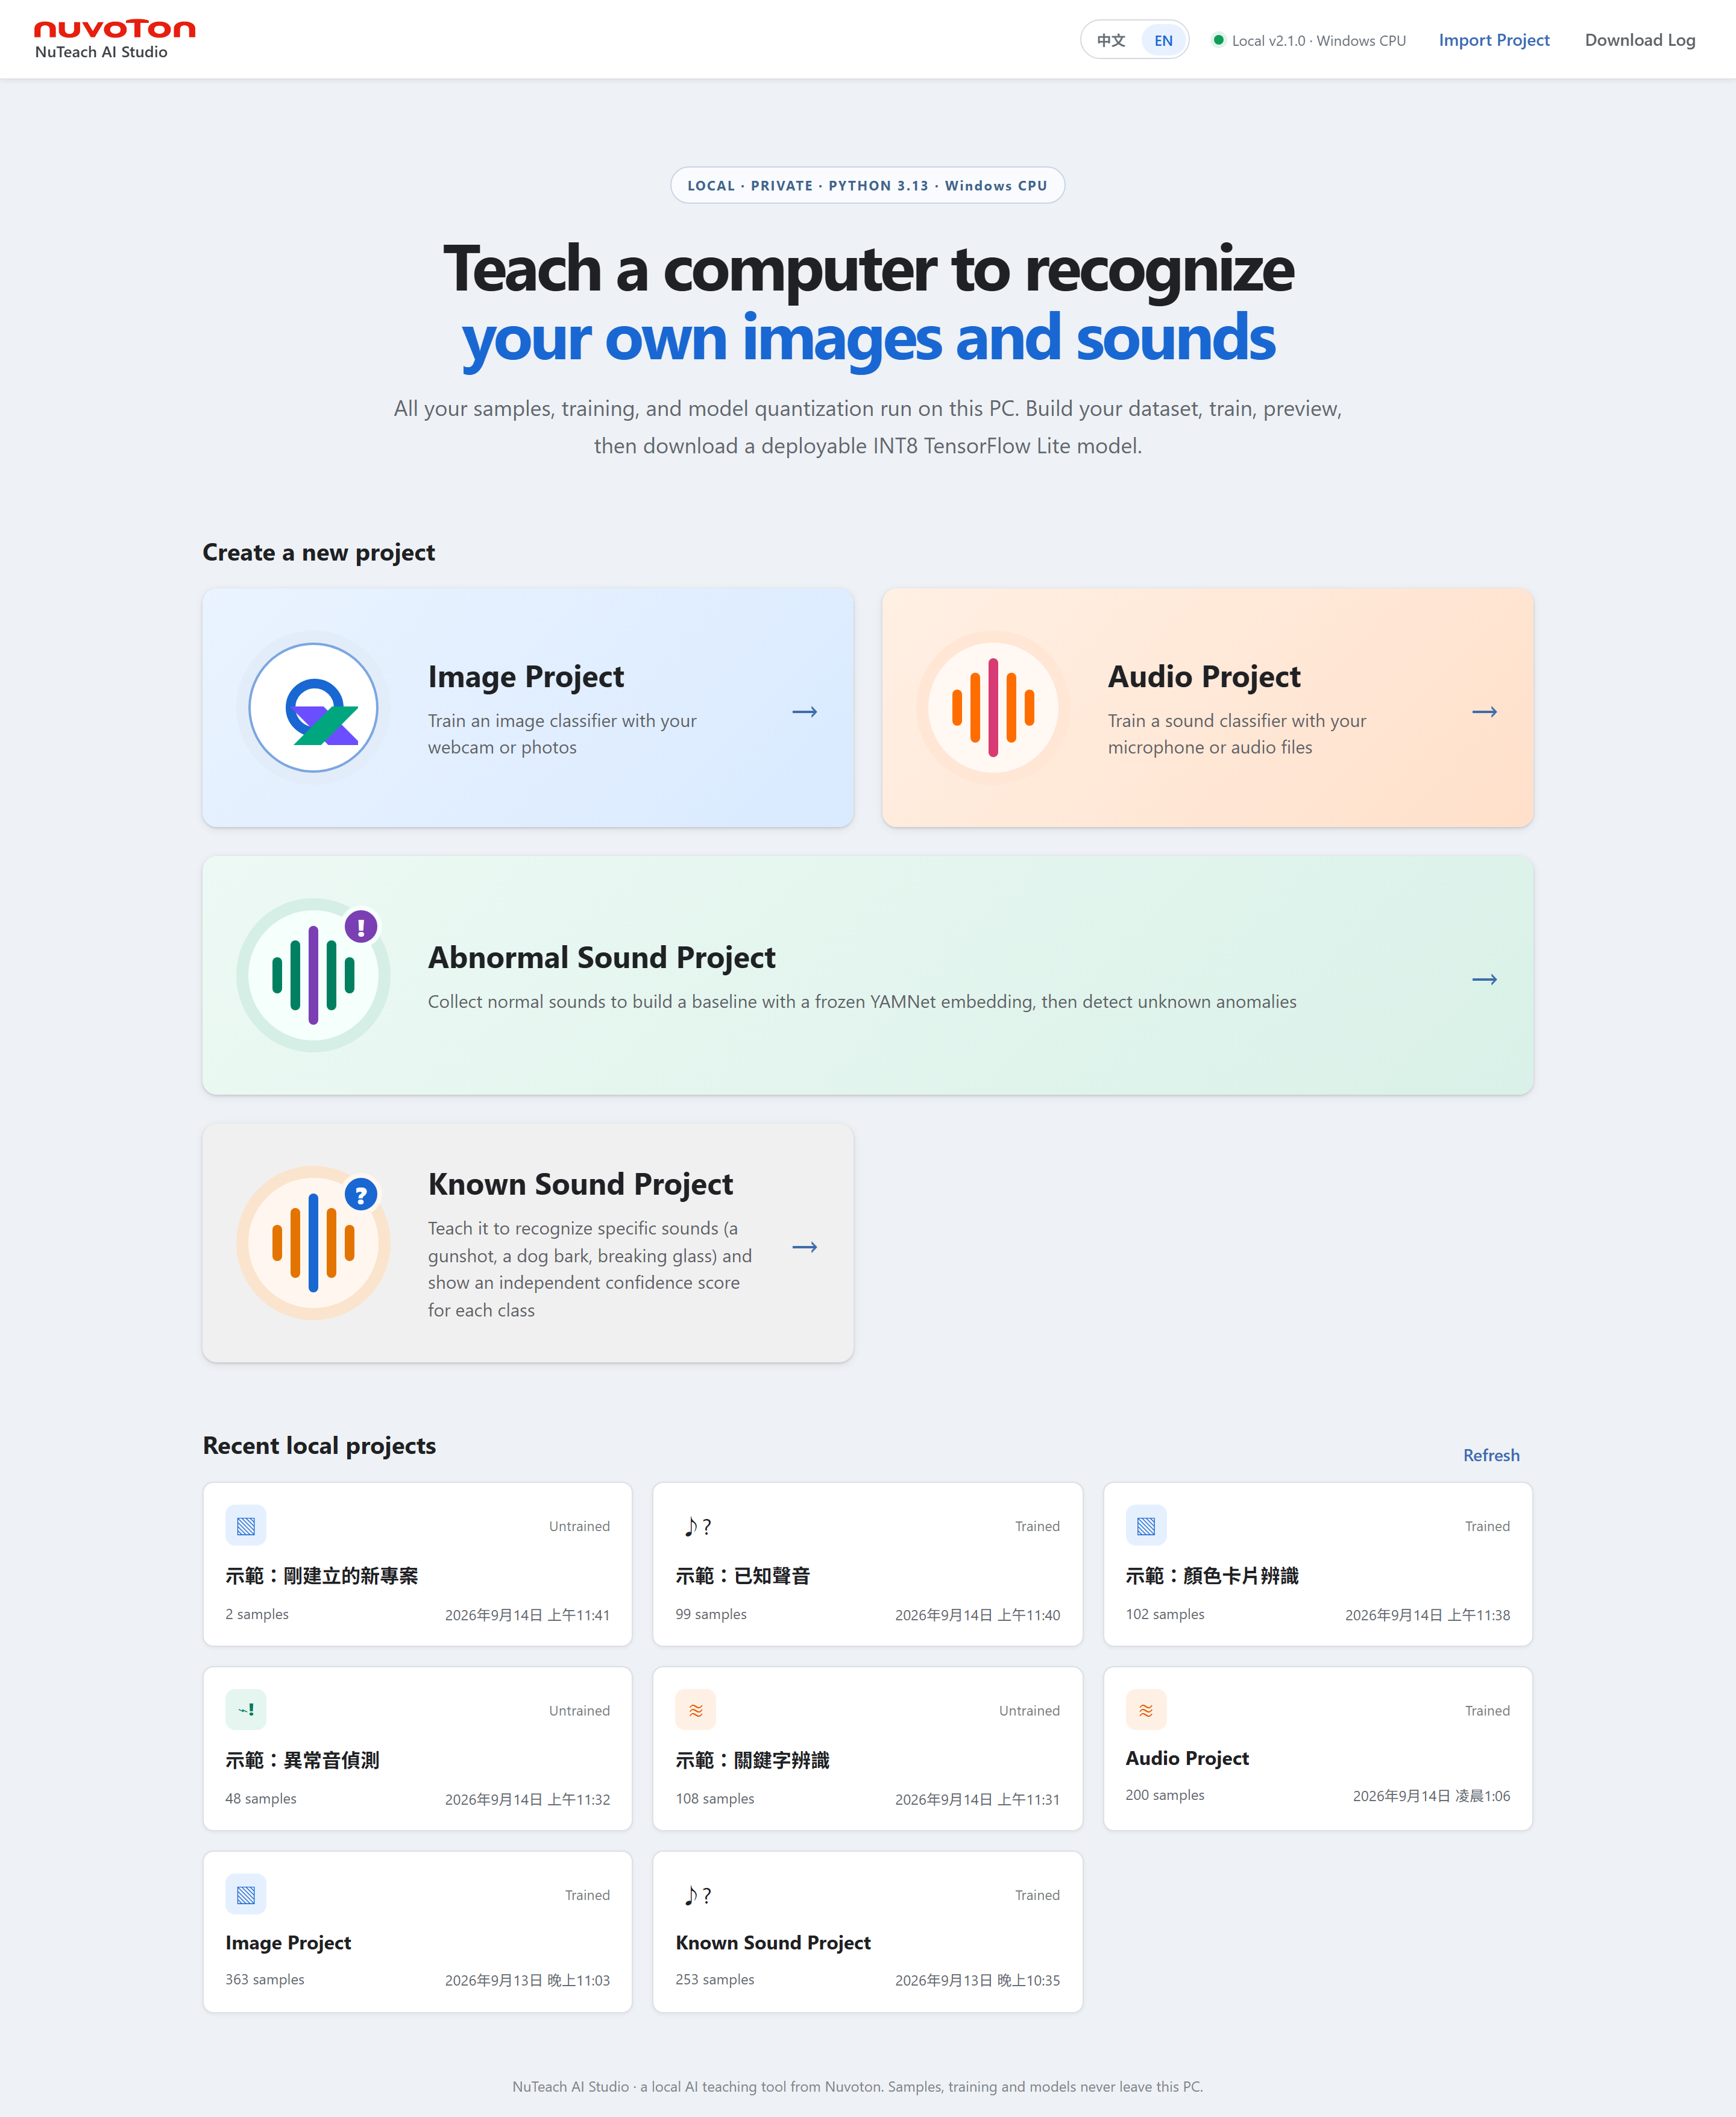 nuvoTon
NuTeach AI Studio
中文
EN
Local v2.1.0 · Windows CPU
Import Project
Download Log
LOCAL · PRIVATE · PYTHON 3.13 · Windows CPU
Teach a computer to recognize
your own images and sounds
All your samples, training, and model quantization run on this PC. Build your dataset, train, preview,
then download a deployable INT8 TensorFlow Lite model.
Create a new project
Image Project
Train an image classifier with your
webcam or photos
→
Audio Project
Train a sound classifier with your
microphone or audio files
→
!
Abnormal Sound Project
Collect normal sounds to build a baseline with a frozen YAMNet embedding, then detect unknown anomalies
→
?
Known Sound Project
Teach it to recognize specific sounds (a
gunshot, a dog bark, breaking glass) and
show an independent confidence score
for each class
→
Recent local projects
Refresh
▧
Untrained
示範：剛建立的新專案
2 samples
2026年9月14日 上午11:41
♪?
Trained
示範：已知聲音
99 samples
2026年9月14日 上午11:40
▧
Trained
示範：顏色卡片辨識
102 samples
2026年9月14日 上午11:38
~!
Untrained
示範：異常音偵測
48 samples
2026年9月14日 上午11:32
≋
Untrained
示範：關鍵字辨識
108 samples
2026年9月14日 上午11:31
≋
Trained
Audio Project
200 samples
2026年9月14日 凌晨1:06
▧
Trained
Image Project
363 samples
2026年9月13日 晚上11:03
♪?
Trained
Known Sound Project
253 samples
2026年9月13日 晚上10:35
NuTeach AI Studio · a local AI teaching tool from Nuvoton. Samples, training and models never leave this PC.